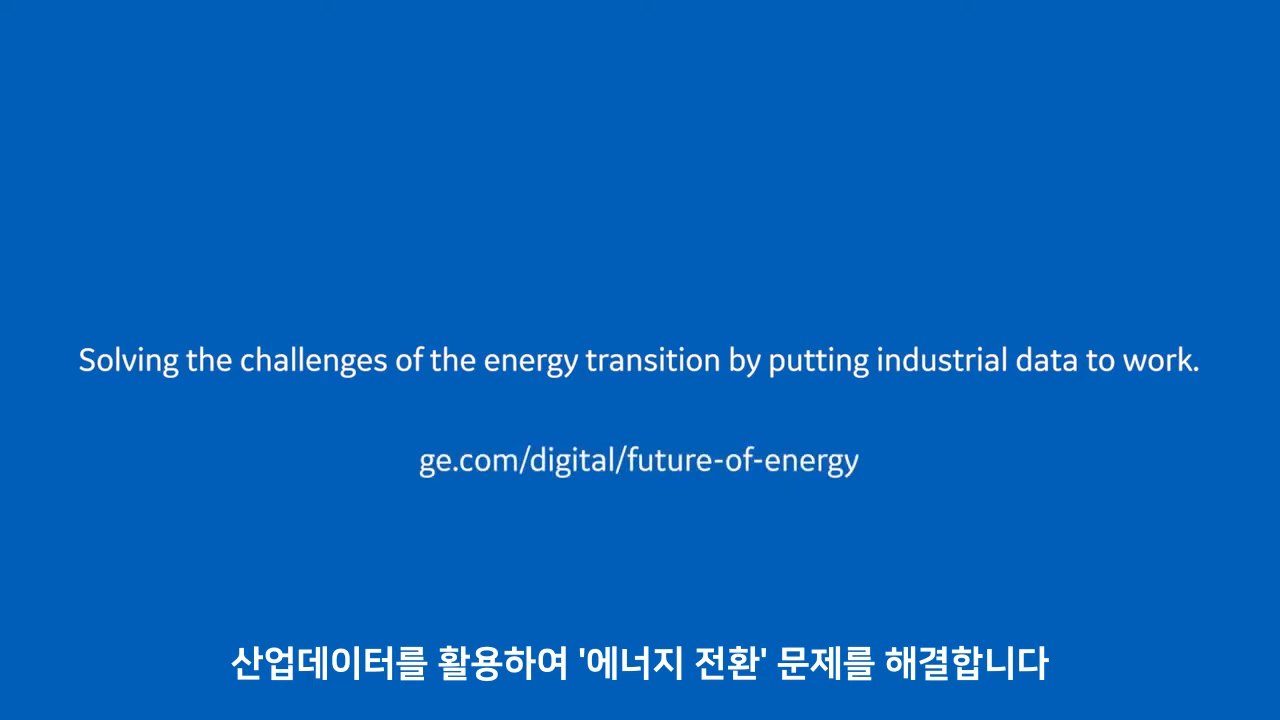 Solving the challenges of the energy transition by putting industrial data to work.
ge.com/digital/future-of-energy
산업데이터를 활용하여 '에너지 전환' 문제를 해결합니다